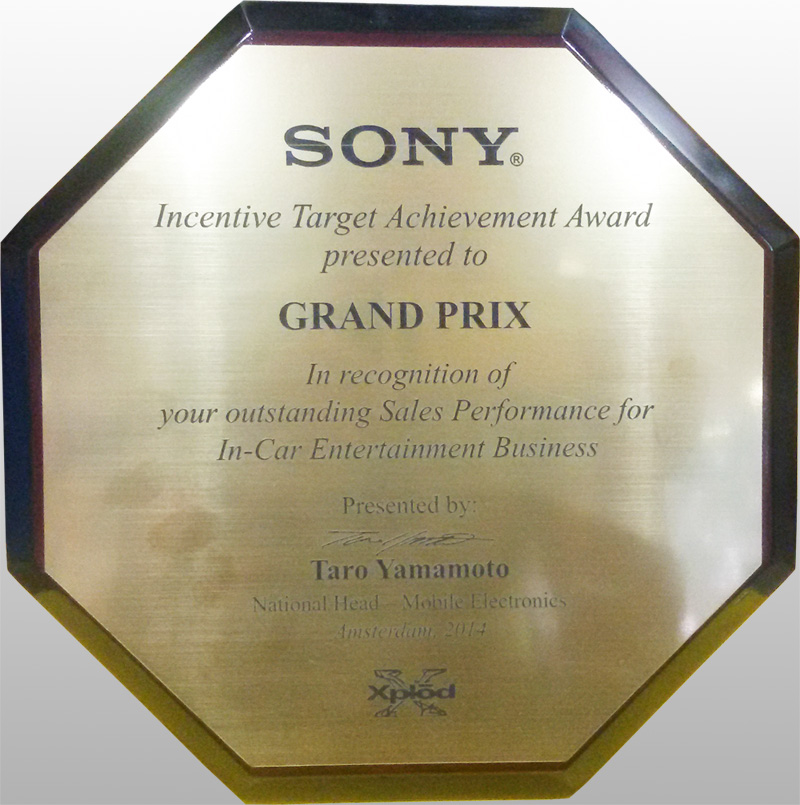 SONY®
Incentive Target Achievement Award
presented to
GRAND PRIX
In recognition of
your outstanding Sales Performance for
In-Car Entertainment Business
Presented by:
Taro Yamamoto
National Head - Mobile Electronics
Amsterdam, 2014
Xplōd